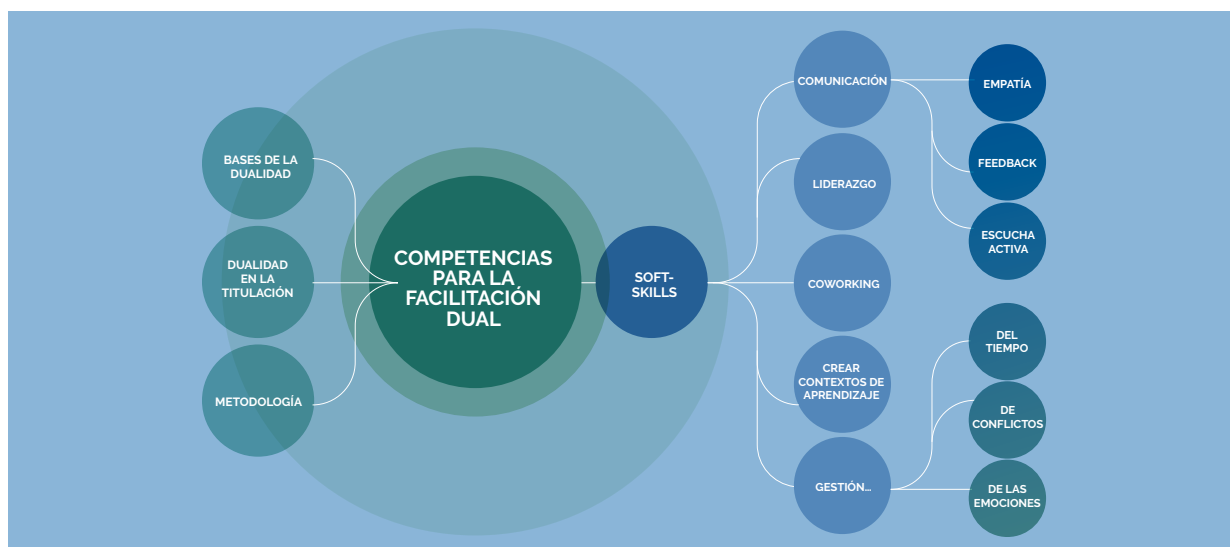 BASES DE LA
DUALIDAD
DUALIDAD
EN LA
TITULACIÓN
METODOLOGÍA
COMPETENCIAS
PARA LA
FACILITACIÓN
DUAL
SOFT-
SKILLS
COMUNICACIÓN
LIDERAZGO
COWORKING
CREAR
CONTEXTOS DE
APRENDIZAJE
GESTIÓN...
EMPATÍA
FEEDBACK
ESCUCHA
ACTIVA
DEL
TIEMPO
DE
CONFLICTOS
DE LAS
EMOCIONES